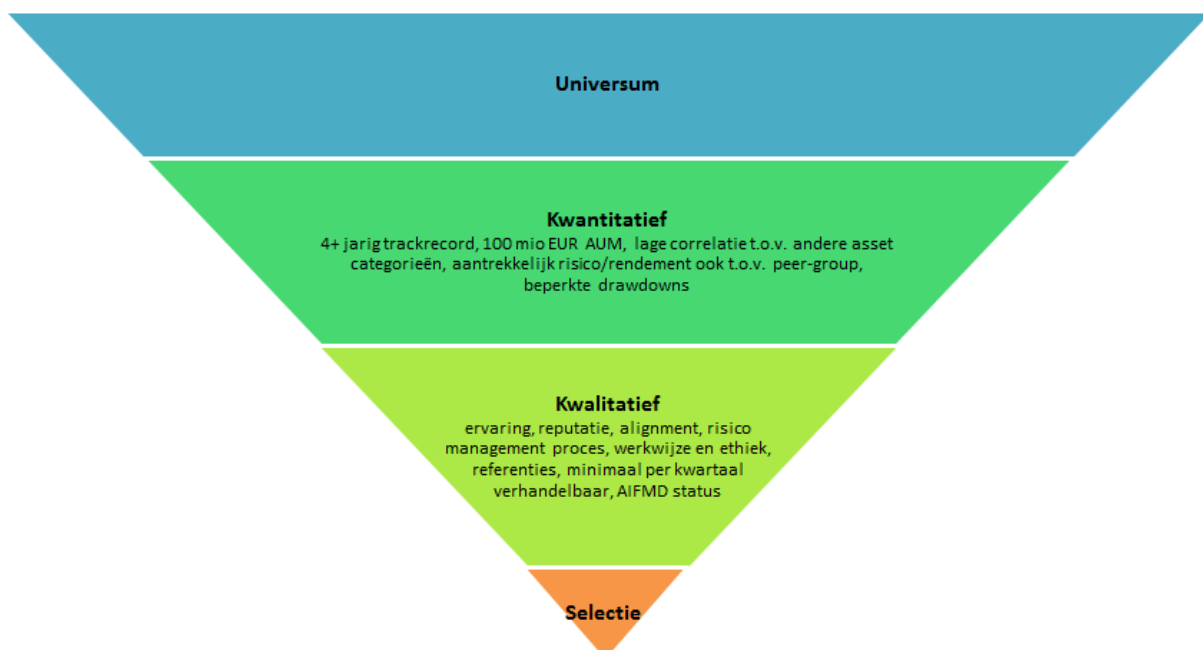 Universum
Kwantitatief
4+ jarig trackrecord, 100 mio EUR AUM, lage correlatie t.o.v. andere asset
categorieën, aantrekkelijk risico/rendement ook t.o.v. peer-group,
beperkte drawdowns
Kwalitatief
ervaring, reputatie, alignment, risico
management proces, werkwijze en ethiek,
referenties, minimaal per kwartaal
verhandelbaar, AIFMD status
Selectie